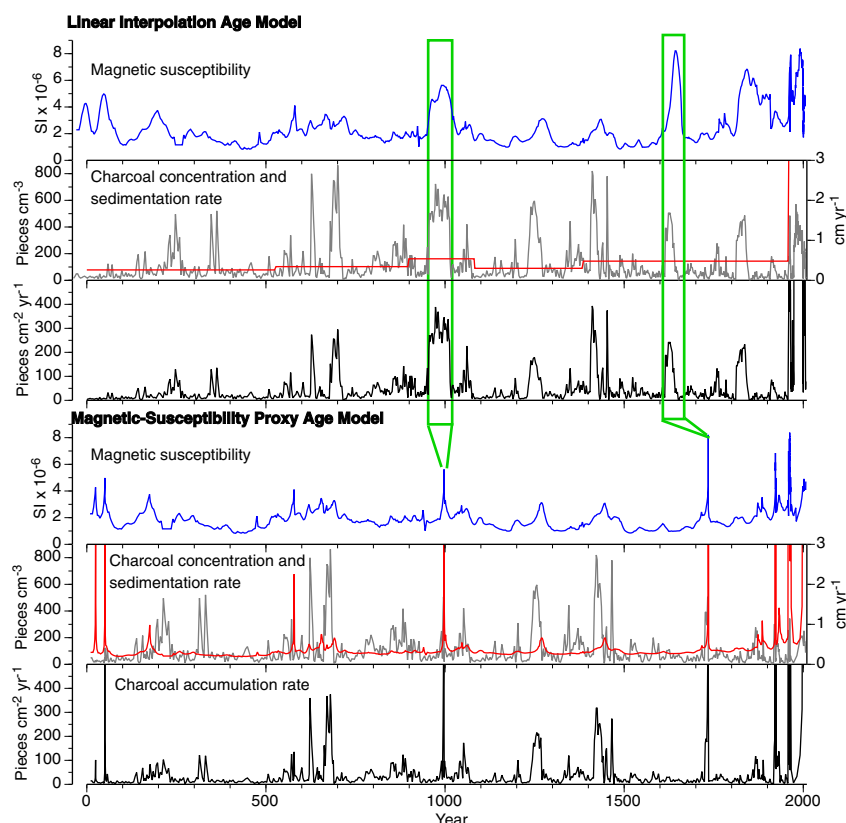 Linear Interpolation Age Model
Magnetic susceptibility
SI x 10-6
8
6
4
2
0
Charcoal concentration and
sedimentation rate
Pieces cm-3
800
600
400
200
0
3
2
1
0
cm yr-1
Pieces cm-2 yr-1
400
300
200
100
0
Magnetic-Susceptibility Proxy Age Model
Magnetic susceptibility
SI x 10-6
8
6
4
2
0
Charcoal concentration and
sedimentation rate
Pieces cm-3
800
600
400
200
0
3
2
1
0
cm yr-1
Charcoal accumulation rate
Pieces cm-2 yr-1
400
300
200
100
0
0 500 1000 1500 2000
Year